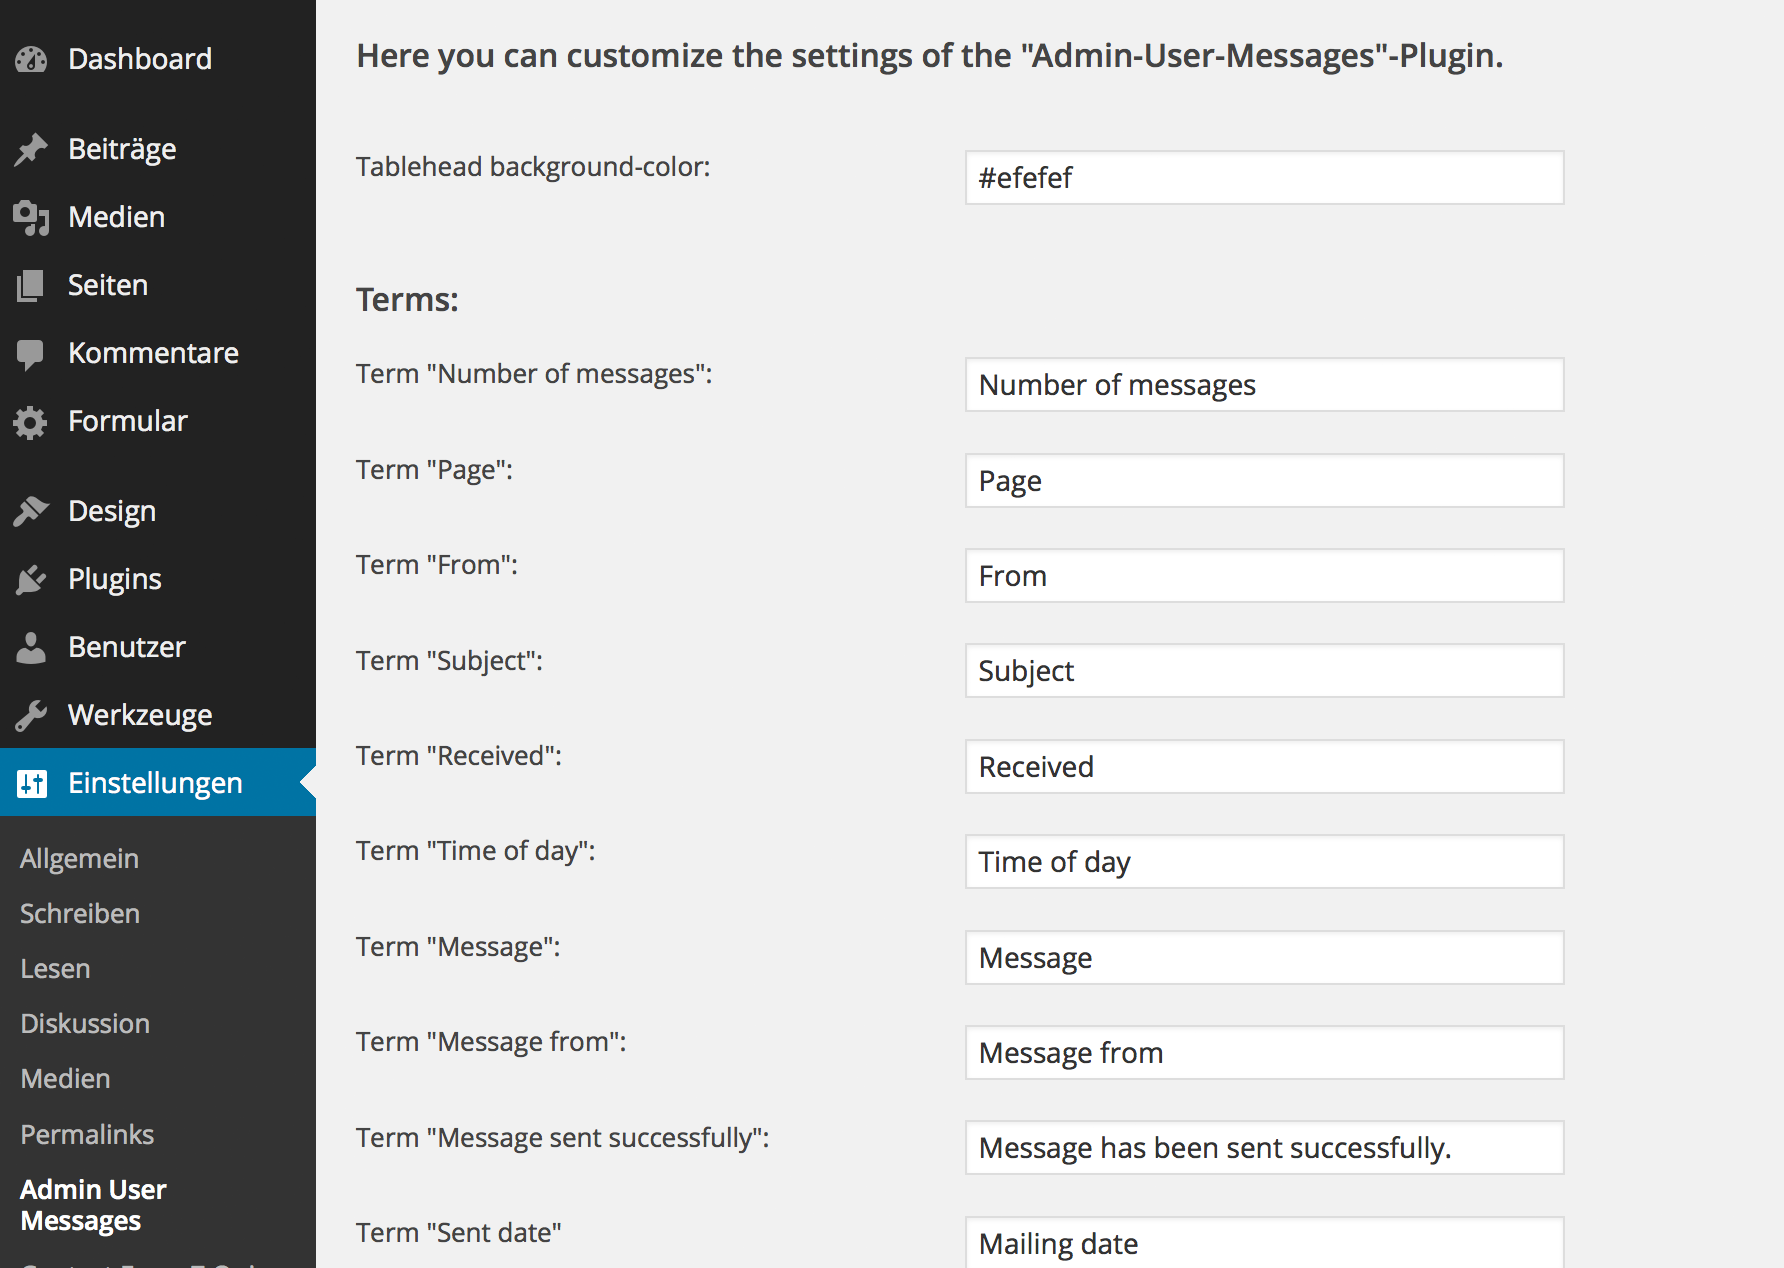 Dashboard
Beiträge
Medien
Seiten
Kommentare
Formular
Design
Plugins
Benutzer
Werkzeuge
Einstellungen
Allgemein
Schreiben
Lesen
Diskussion
Medien
Permalinks
Admin User
Messages
Here you can customize the settings of the "Admin-User-Messages"-Plugin.
Tablehead background-color:
#efefef
Terms:
Term "Number of messages":
Number of messages
Term "Page":
Page
Term "From":
From
Term "Subject":
Subject
Term "Received":
Received
Term "Time of day":
Time of day
Term "Message":
Message
Term "Message from":
Message from
Term "Message sent successfully":
Message has been sent successfully.
Term "Sent date"
Mailing date